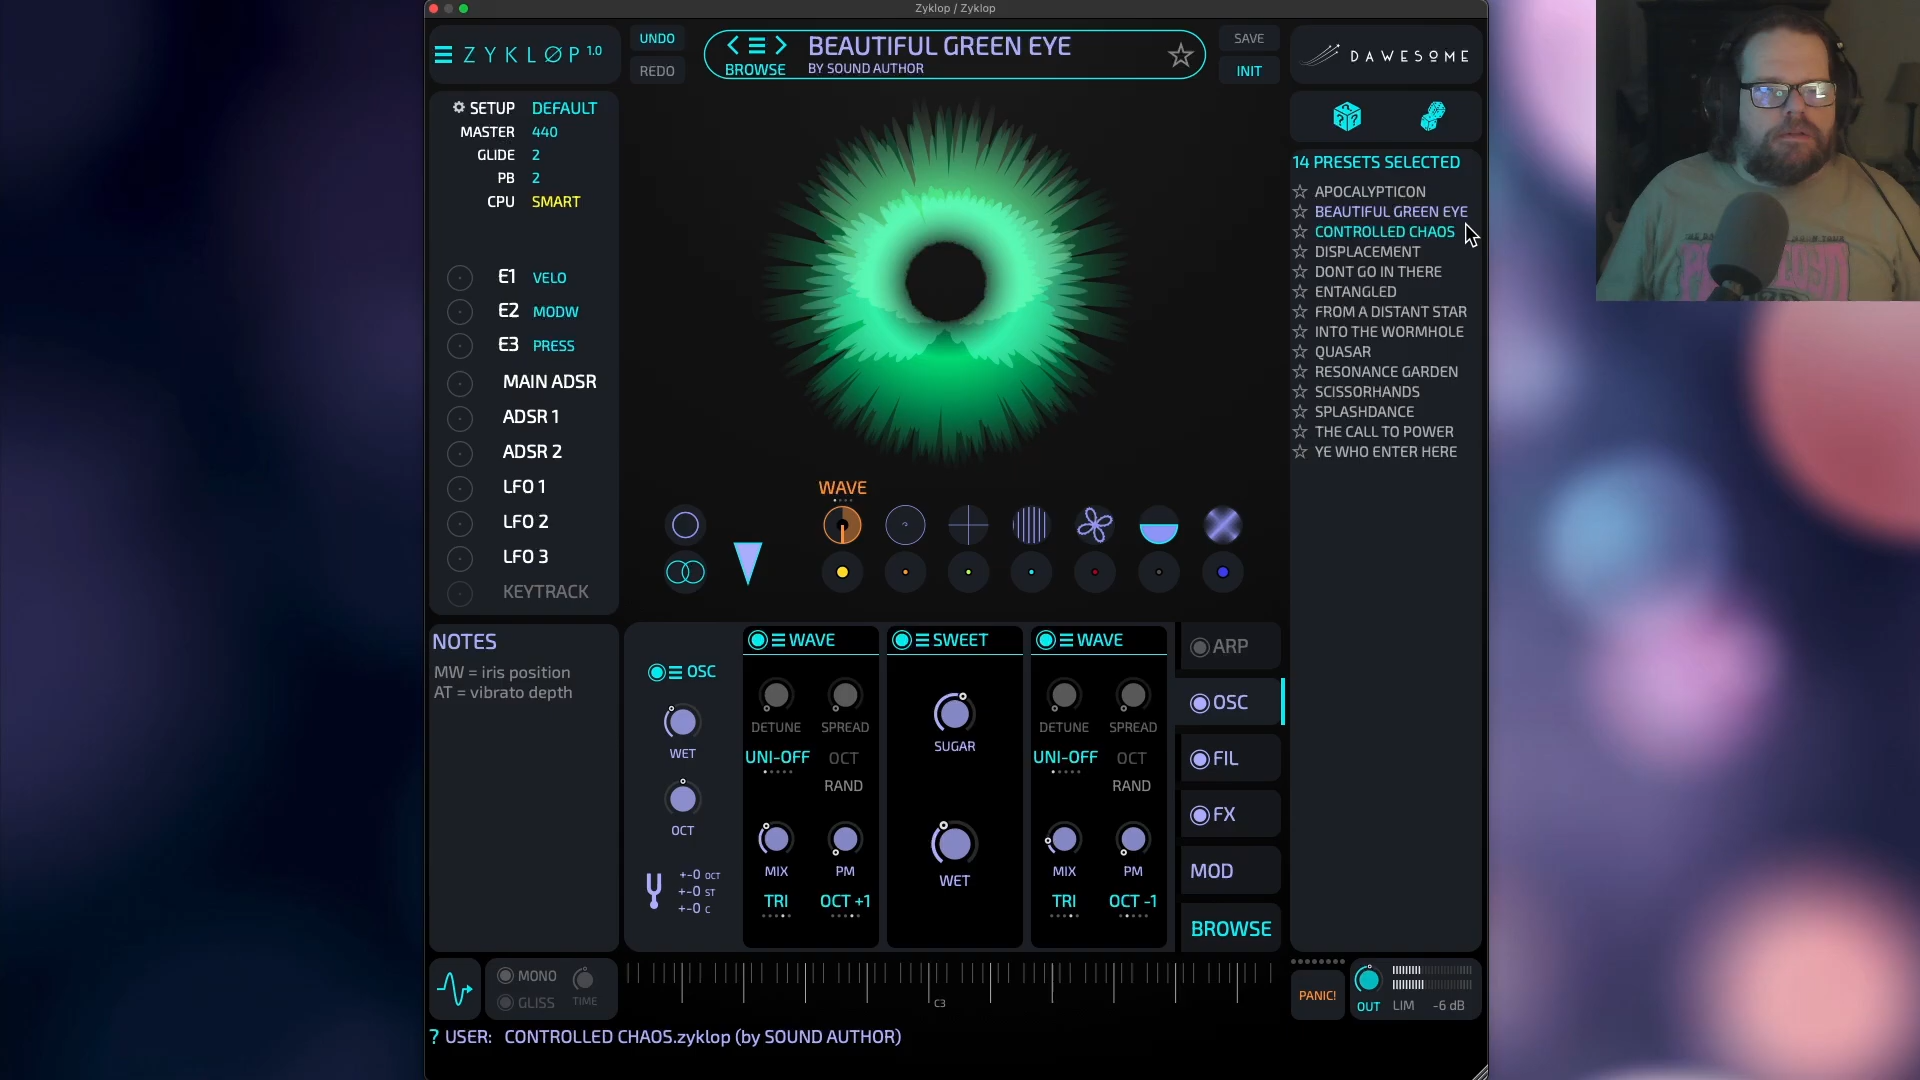 Zyklop / Zyklop
ZYKLØP 1.0
UNDO
REDO
BROWSE
BEAUTIFUL GREEN EYE
BY SOUND AUTHOR
SAVE
INIT
DAWESOME
SETUP DEFAULT
MASTER 440
GLIDE 2
PB 2
CPU SMART
E1 VELO
E2 MODW
E3 PRESS
MAIN ADSR
ADSR 1
ADSR 2
LFO 1
LFO 2
LFO 3
KEYTRACK
14 PRESETS SELECTED
APOCALYPTICON
BEAUTIFUL GREEN EYE
CONTROLLED CHAOS
DISPLACEMENT
DONT GO IN THERE
ENTANGLED
FROM A DISTANT STAR
INTO THE WORMHOLE
QUASAR
RESONANCE GARDEN
SCISSORHANDS
SPLASHDANCE
THE CALL TO POWER
YE WHO ENTER HERE
WAVE
NOTES
MW = iris position
AT = vibrato depth
OSC
WET
OCT
+-0 OCT
+-0 ST
+-0 C
WAVE
DETUNE SPREAD
UNI-OFF OCT
RAND
MIX PM
TRI OCT +1
SWEET
SUGAR
WET
WAVE
DETUNE SPREAD
UNI-OFF OCT
RAND
MIX PM
TRI OCT -1
ARP
OSC
FIL
FX
MOD
BROWSE
MONO
GLISS
TIME
C3
PANIC!
OUT LIM -6 dB
? USER: CONTROLLED CHAOS.zyklop (by SOUND AUTHOR)